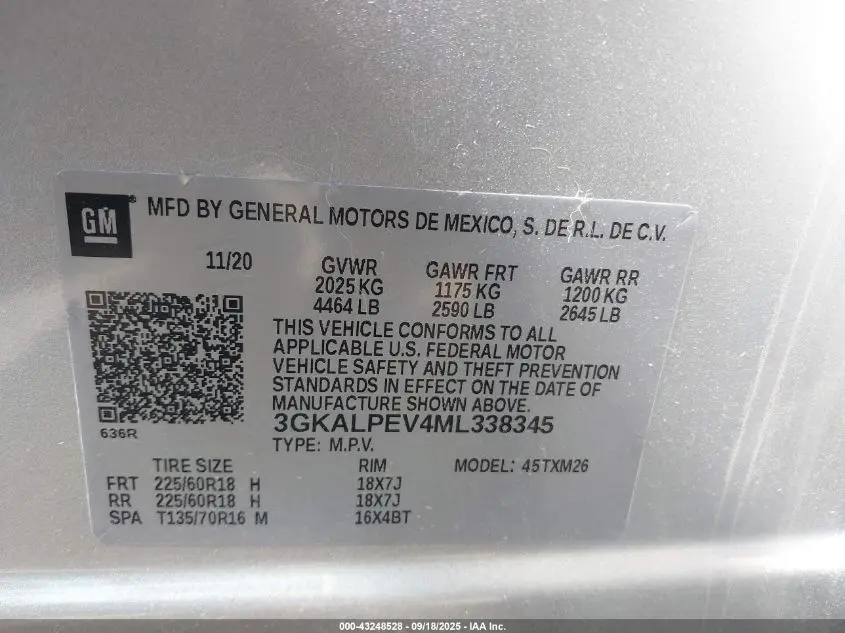 GM
MFD BY GENERAL MOTORS DE MEXICO, S. DE R.L. DE C.V.
11/20 GVWR GAWR FRT GAWR RR
2025 KG 1175 KG 1200 KG
4464 LB 2590 LB 2645 LB
THIS VEHICLE CONFORMS TO ALL
APPLICABLE U.S. FEDERAL MOTOR
VEHICLE SAFETY AND THEFT PREVENTION
STANDARDS IN EFFECT ON THE DATE OF
MANUFACTURE SHOWN ABOVE.
636R
3GKALPEV4ML338345
TYPE: M.P.V.
TIRE SIZE RIM MODEL: 45TXM26
FRT 225/60R18 H 18X7J
RR 225/60R18 H 18X7J
SPA T135/70R16 M 16X4BT
000-43248528 - 09/18/2025 - IAA Inc.